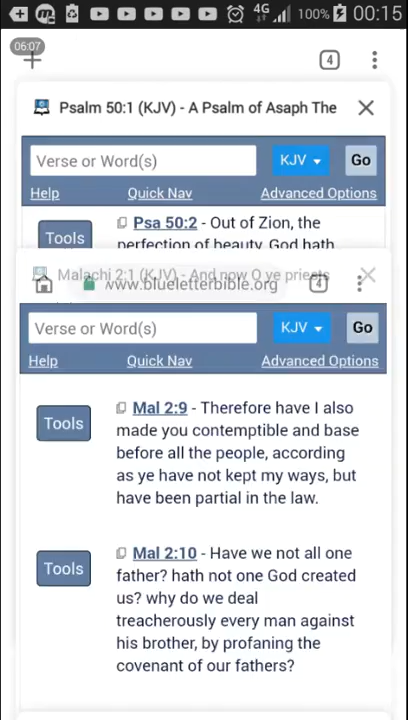 4G 100% 00:15
06:07
4
Psalm 50:1 (KJV) - A Psalm of Asaph The
Verse or Word(s) KJV Go
Help Quick Nav Advanced Options
Tools
Psa 50:2 - Out of Zion, the
perfection of beauty, God hath
Malachi 2:1 (KJV) - And now O ye priests
www.blueletterbible.org 4
Verse or Word(s) KJV Go
Help Quick Nav Advanced Options
Tools
Mal 2:9 - Therefore have I also
made you contemptible and base
before all the people, according
as ye have not kept my ways, but
have been partial in the law.
Tools
Mal 2:10 - Have we not all one
father? hath not one God created
us? why do we deal
treacherously every man against
his brother, by profaning the
covenant of our fathers?